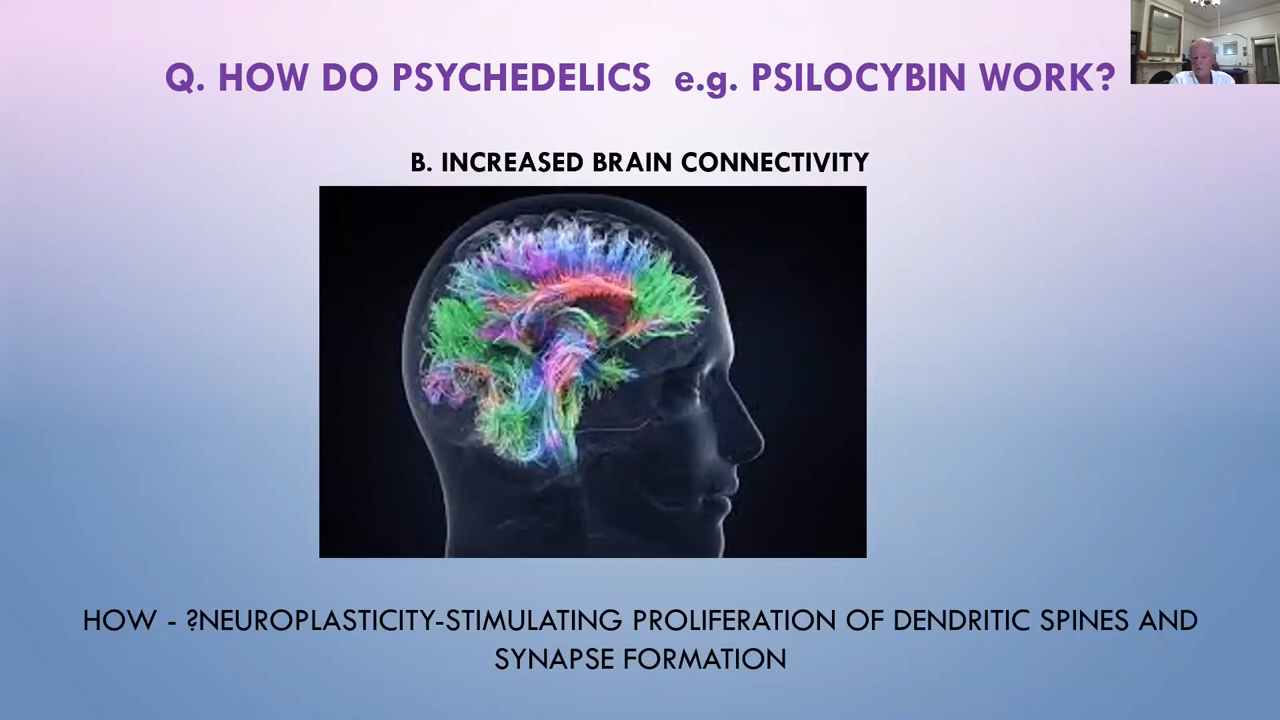 Q. HOW DO PSYCHEDELICS e.g. PSILOCYBIN WORK?
B. INCREASED BRAIN CONNECTIVITY
HOW - ?NEUROPLASTICITY-STIMULATING PROLIFERATION OF DENDRITIC SPINES AND
SYNAPSE FORMATION